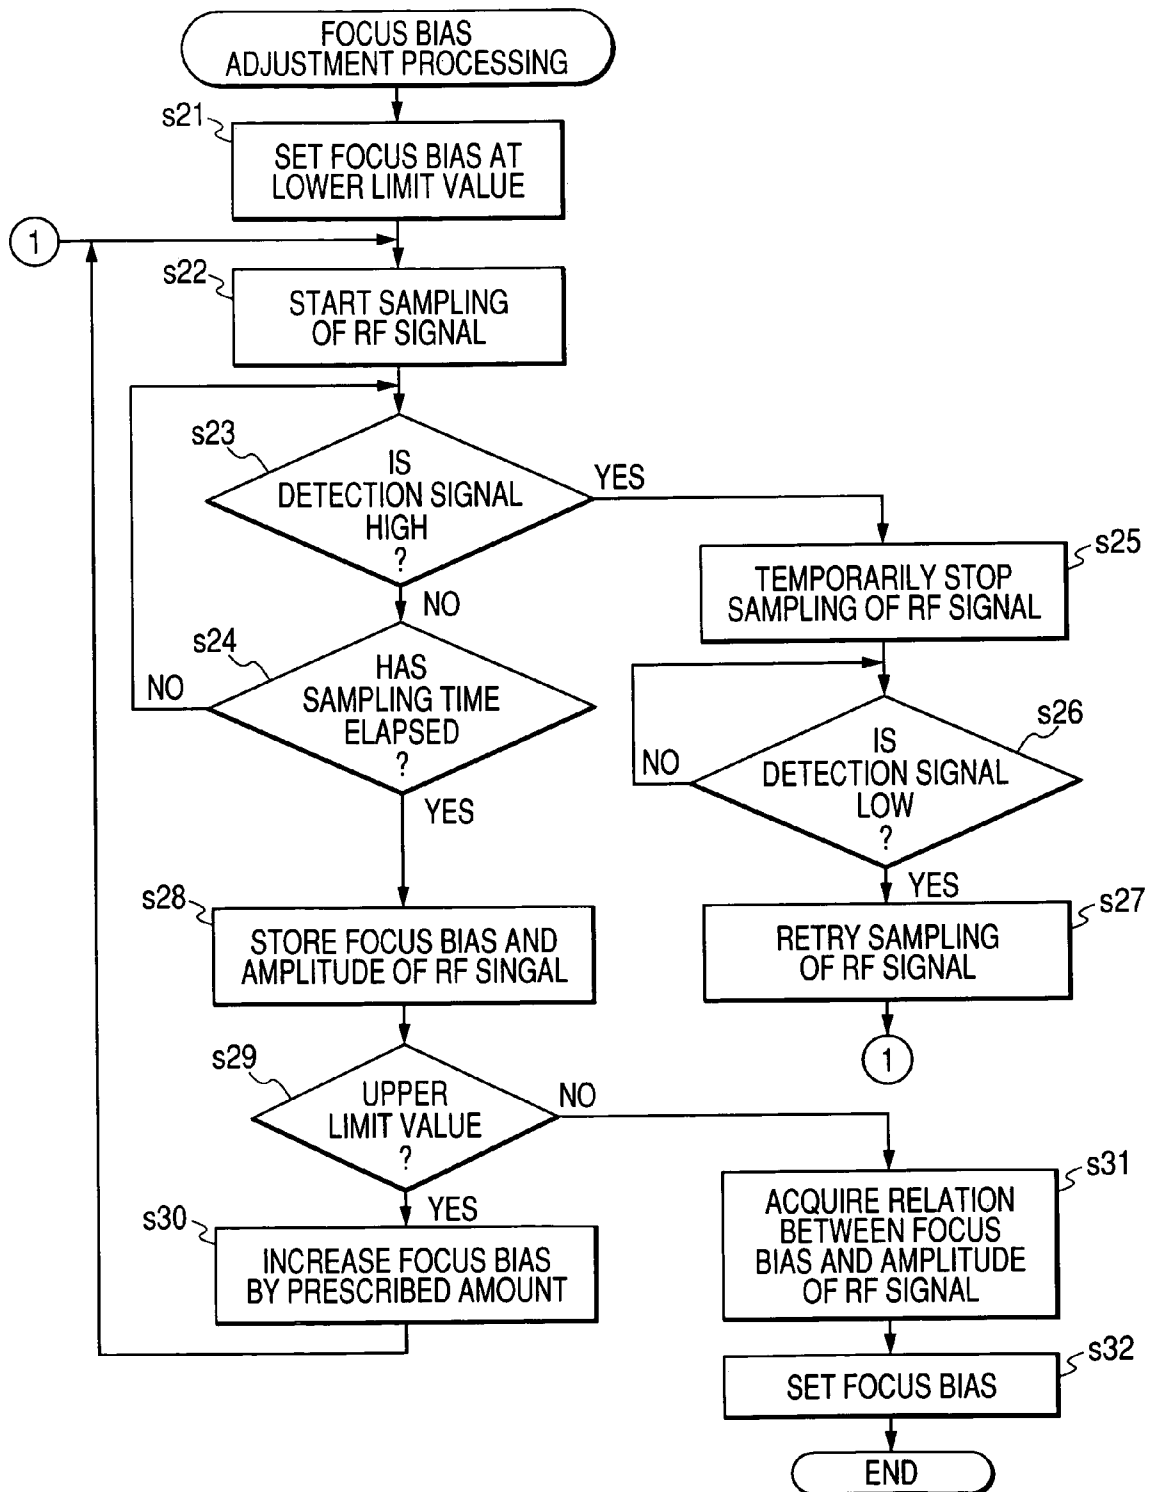 FOCUS BIAS
ADJUSTMENT PROCESSING
s21
SET FOCUS BIAS AT
LOWER LIMIT VALUE
1
s22
START SAMPLING
OF RF SIGNAL
s23
IS
DETECTION SIGNAL
HIGH
?
YES
NO
s24
HAS
SAMPLING TIME
ELAPSED
?
NO
YES
s25
TEMPORARILY STOP
SAMPLING OF RF SIGNAL
s26
IS
DETECTION SIGNAL
LOW
?
NO
YES
s27
RETRY SAMPLING
OF RF SIGNAL
1
s28
STORE FOCUS BIAS AND
AMPLITUDE OF RF SINGAL
s29
UPPER
LIMIT VALUE
?
NO
YES
s30
INCREASE FOCUS BIAS
BY PRESCRIBED AMOUNT
s31
ACQUIRE RELATION
BETWEEN FOCUS
BIAS AND AMPLITUDE
OF RF SIGNAL
s32
SET FOCUS BIAS
END